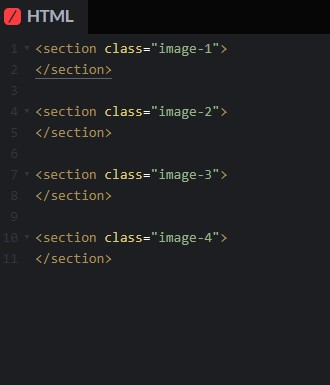 HTML
1 <section class="image-1">
2 </section>
3
4 <section class="image-2">
5 </section>
6
7 <section class="image-3">
8 </section>
9
10 <section class="image-4">
11 </section>